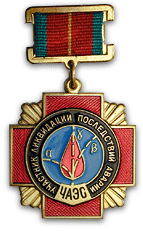 УЧАСТНИК ЛИКВИДАЦИИ ПОСЛЕДСТВИЙ АВАРИИ
α γ β
ЧАЭС